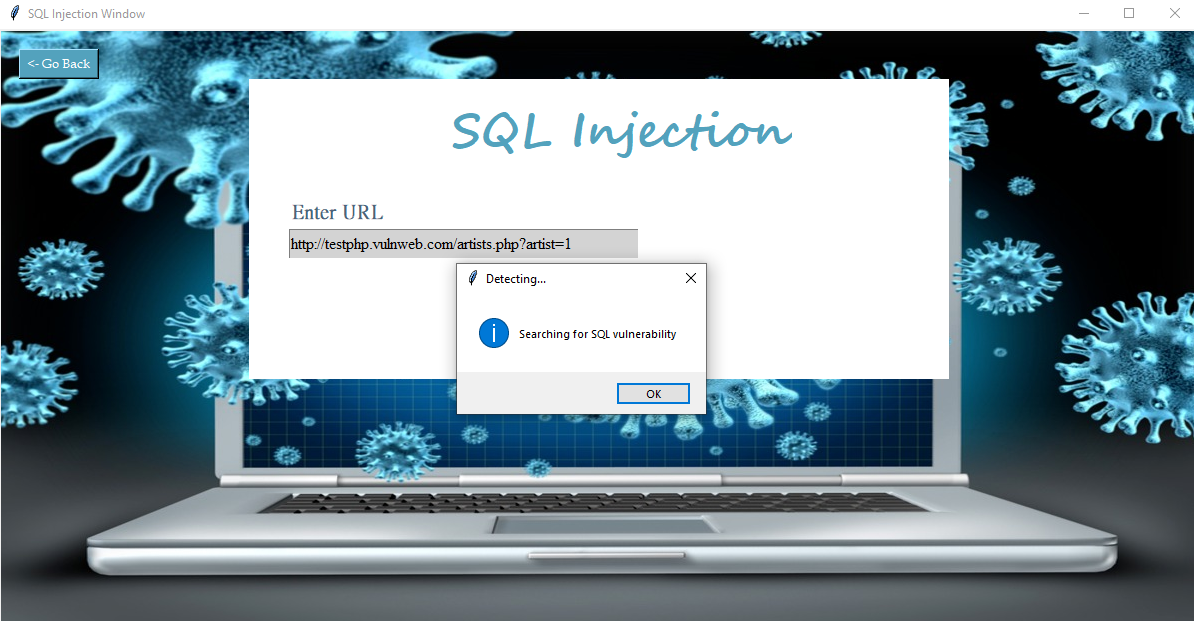 SQL Injection Window
<- Go Back
SQL Injection
Enter URL
http://testphp.vulnweb.com/artists.php?artist=1
Detecting...
i
Searching for SQL vulnerability
OK